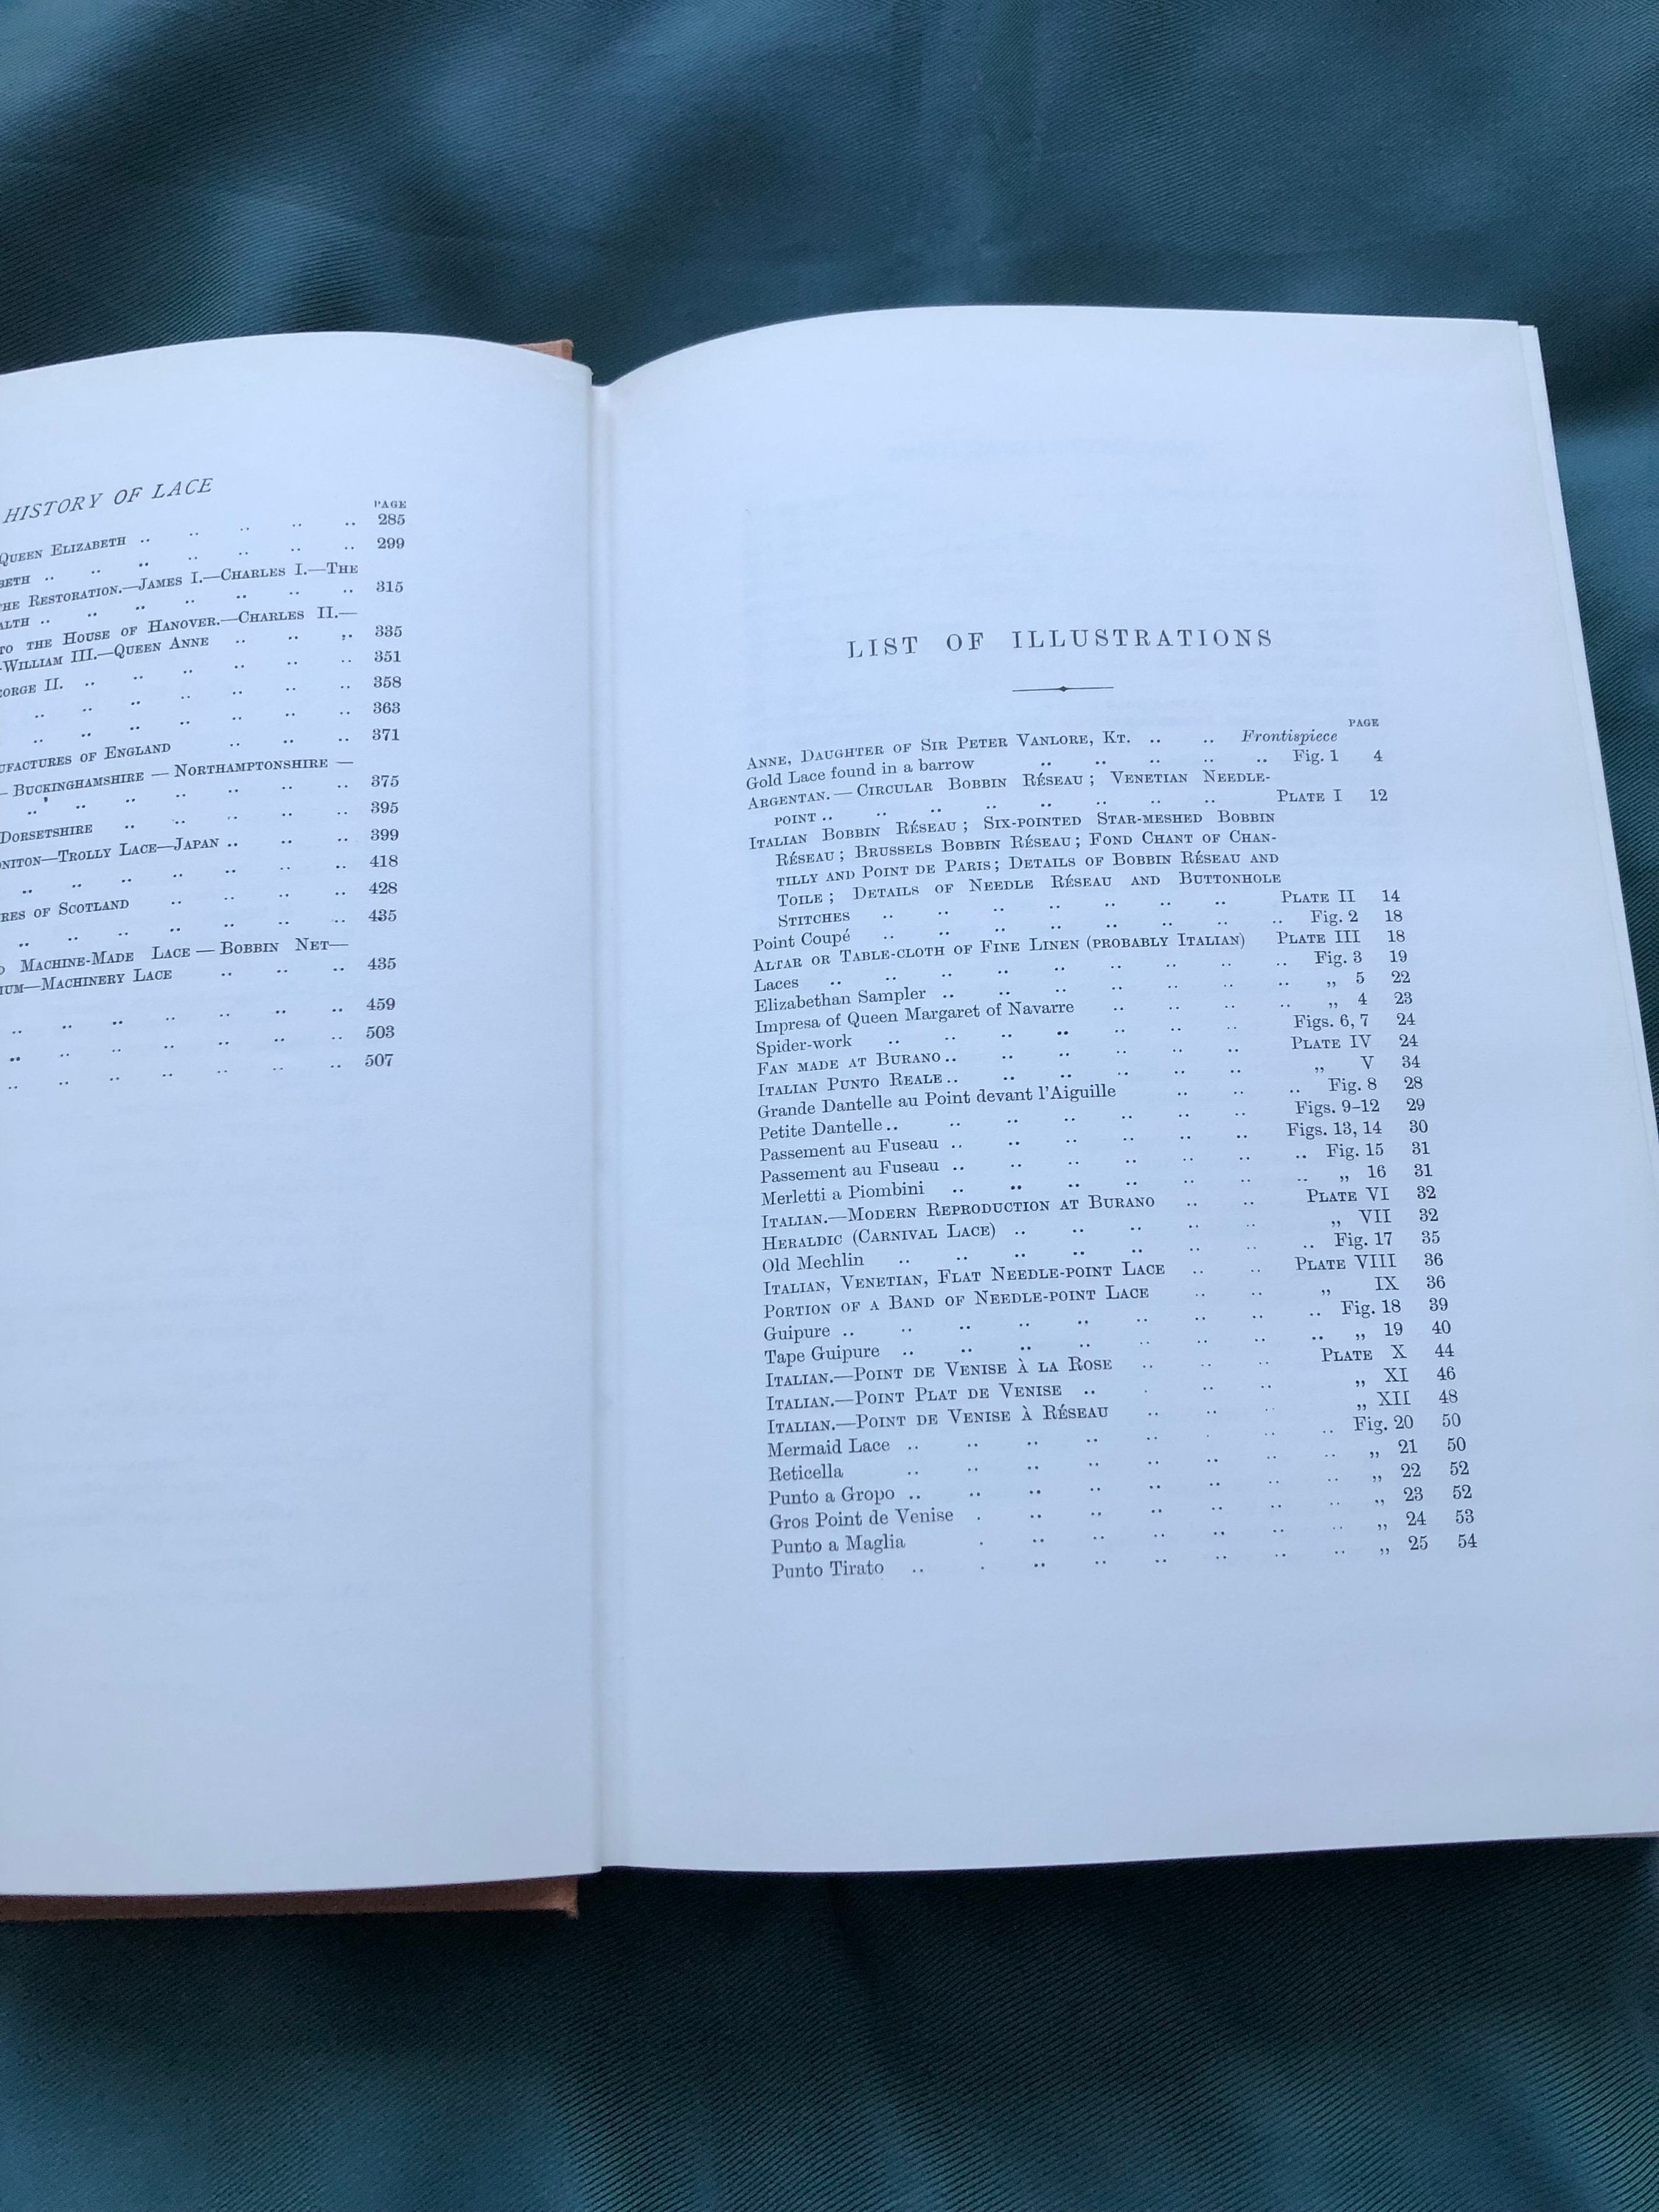 HISTORY OF LACE
PAGE
285
Queen Elizabeth .. .. .. .. .. 299
The Restoration.—James I.—Charles I.—The
315
to the House of Hanover.—Charles II.—
William III.—Queen Anne .. .. .. 335
II. .. .. .. .. .. .. 351
.. .. .. .. .. .. .. 358
.. .. .. .. .. .. .. 363
of England .. .. .. 371
— Buckinghamshire — Northamptonshire —
.. .. .. .. .. .. .. 375
Dorsetshire .. .. .. .. .. 395
—Trolly Lace—Japan .. .. .. 399
.. .. .. .. .. .. .. 418
of Scotland .. .. .. .. 428
.. .. .. .. .. .. .. 435
Machine-Made Lace — Bobbin Net—
—Machinery Lace .. .. .. 435
.. .. .. .. .. .. .. 459
.. .. .. .. .. .. .. 503
.. .. .. .. .. .. .. 507
LIST OF ILLUSTRATIONS
PAGE
Anne, Daughter of Sir Peter Vanlore, Kt. .. .. Frontispiece
Gold Lace found in a barrow .. .. .. .. .. Fig. 1 4
Argentan.—Circular Bobbin Réseau; Venetian Needle-
point .. .. .. .. .. .. .. .. Plate I 12
Italian Bobbin Réseau; Six-pointed Star-meshed Bobbin
Réseau; Brussels Bobbin Réseau; Fond Chant of Chan-
tilly and Point de Paris; Details of Bobbin Réseau and
Toile; Details of Needle Réseau and Buttonhole
Stitches .. .. .. .. .. .. .. Plate II 14
Point Coupé .. .. .. .. .. .. .. .. Fig. 2 18
Altar or Table-cloth of Fine Linen (probably Italian) Plate III 18
Laces .. .. .. .. .. .. .. .. .. Fig. 3 19
Elizabethan Sampler .. .. .. .. .. .. .. „ 5 22
Impresa of Queen Margaret of Navarre .. .. .. .. „ 4 23
Spider-work .. .. .. .. .. .. .. Figs. 6, 7 24
Fan made at Burano .. .. .. .. .. .. Plate IV 24
Italian Punto Reale .. .. .. .. .. .. „ V 34
Grande Dantelle au Point devant l'Aiguille .. .. .. Fig. 8 28
Petite Dantelle .. .. .. .. .. .. .. Figs. 9–12 29
Passement au Fuseau .. .. .. .. .. .. Figs. 13, 14 30
Passement au Fuseau .. .. .. .. .. .. .. Fig. 15 31
Merletti a Piombini .. .. .. .. .. .. .. „ 16 31
Italian.—Modern Reproduction at Burano .. .. Plate VI 32
Heraldic (Carnival Lace) .. .. .. .. .. „ VII 32
Old Mechlin .. .. .. .. .. .. .. .. Fig. 17 35
Italian, Venetian, Flat Needle-point Lace .. .. Plate VIII 36
Portion of a Band of Needle-point Lace .. .. „ IX 36
Guipure .. .. .. .. .. .. .. .. .. Fig. 18 39
Tape Guipure .. .. .. .. .. .. .. .. „ 19 40
Italian.—Point de Venise à la Rose .. .. .. Plate X 44
Italian.—Point Plat de Venise .. . .. .. „ XI 46
Italian.—Point de Venise à Réseau .. .. .. „ XII 48
Mermaid Lace .. .. .. .. .. . .. .. Fig. 20 50
Reticella .. .. .. .. .. .. .. .. „ 21 50
Punto a Gropo .. .. .. .. .. .. .. .. „ 22 52
Gros Point de Venise . .. .. .. .. .. .. „ 23 52
Punto a Maglia . .. .. .. .. .. .. „ 24 53
Punto Tirato .. . .. .. .. .. .. .. „ 25 54